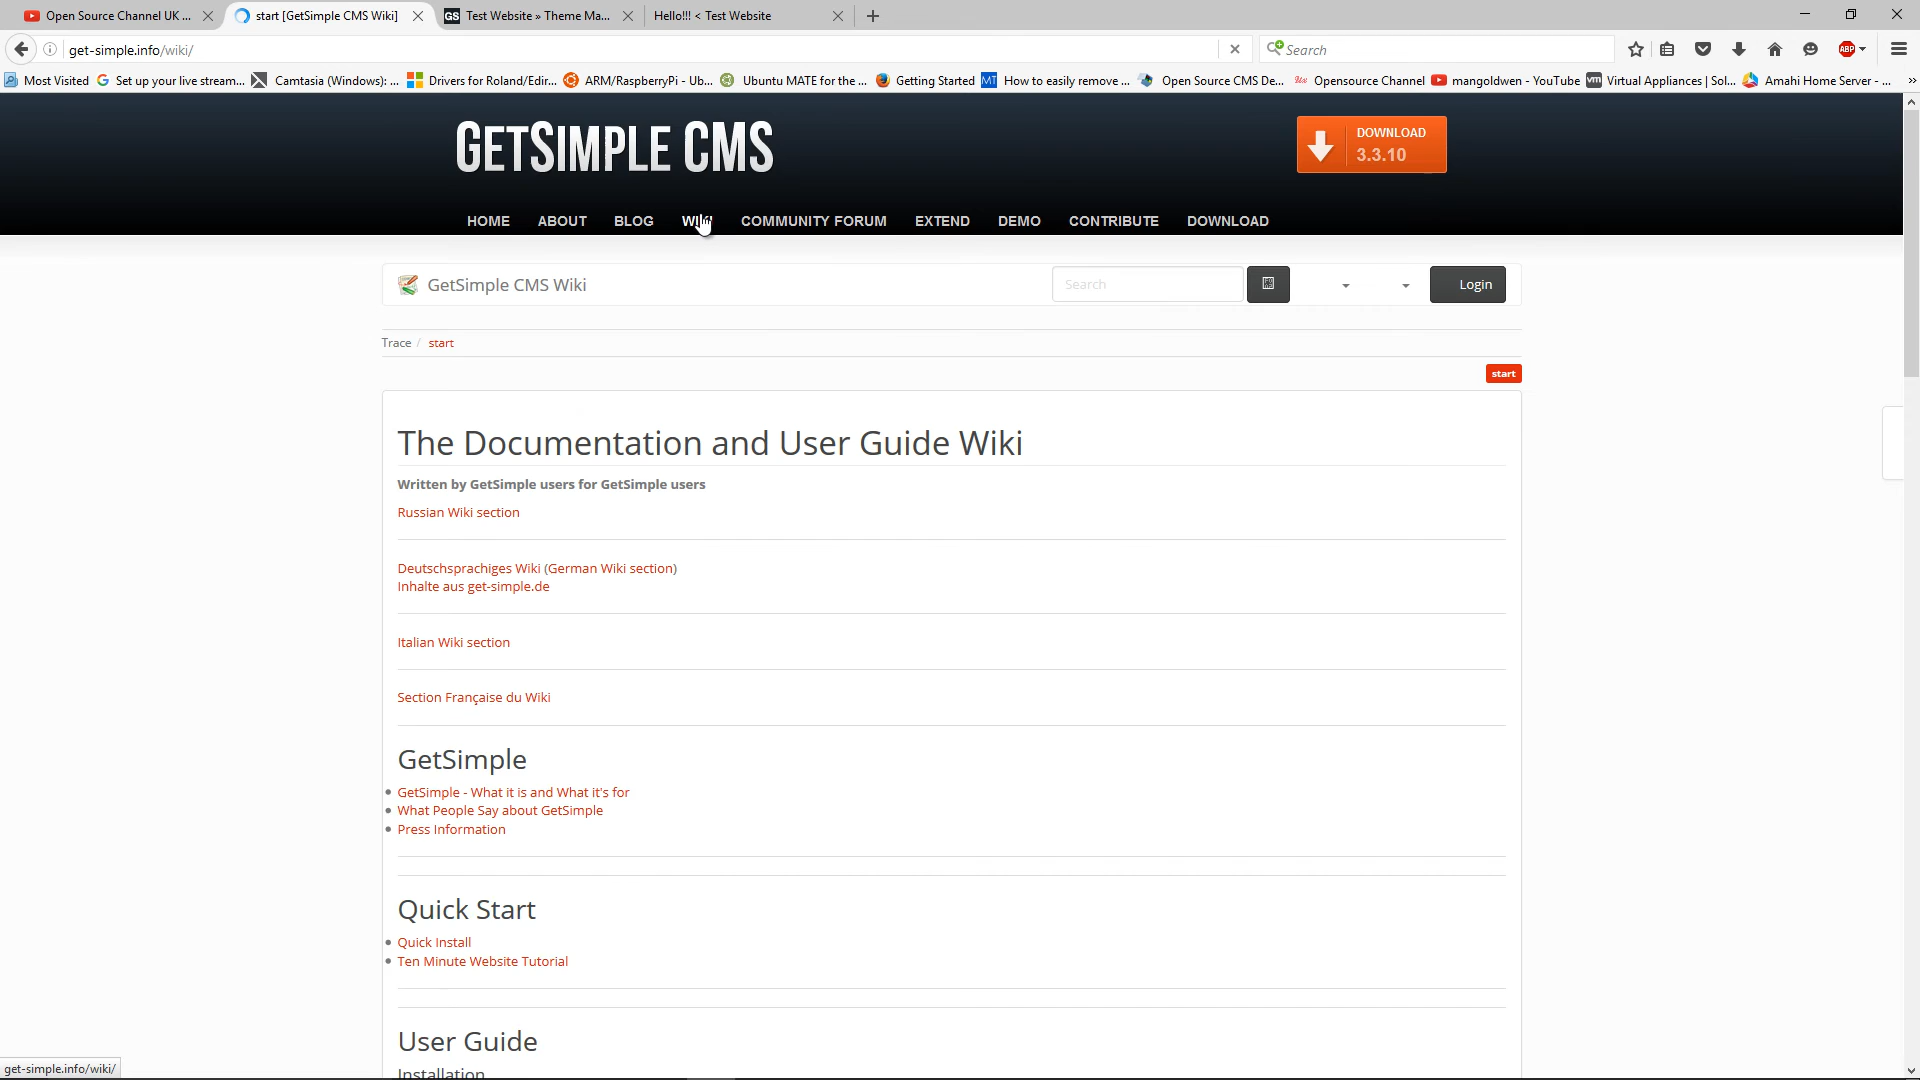 Open Source Channel UK ...
start [GetSimple CMS Wiki]
GS Test Website » Theme Ma...
Hello!!! < Test Website
get-simple.info/wiki/
Search
ABP
Most Visited
Set up your live stream...
Camtasia (Windows): ...
Drivers for Roland/Edir...
ARM/RaspberryPi - Ub...
Ubuntu MATE for the ...
Getting Started
MT How to easily remove ...
Open Source CMS De...
Opensource Channel
mangoldwen - YouTube
vm Virtual Appliances | Sol...
Amahi Home Server - ...
GETSIMPLE CMS
DOWNLOAD
3.3.10
HOME
ABOUT
BLOG
WIKI
COMMUNITY FORUM
EXTEND
DEMO
CONTRIBUTE
DOWNLOAD
GetSimple CMS Wiki
Search
Login
Trace / start
start
The Documentation and User Guide Wiki
Written by GetSimple users for GetSimple users
Russian Wiki section
Deutschsprachiges Wiki (German Wiki section)
Inhalte aus get-simple.de
Italian Wiki section
Section Française du Wiki
GetSimple
GetSimple - What it is and What it's for
What People Say about GetSimple
Press Information
Quick Start
Quick Install
Ten Minute Website Tutorial
User Guide
Installation
get-simple.info/wiki/